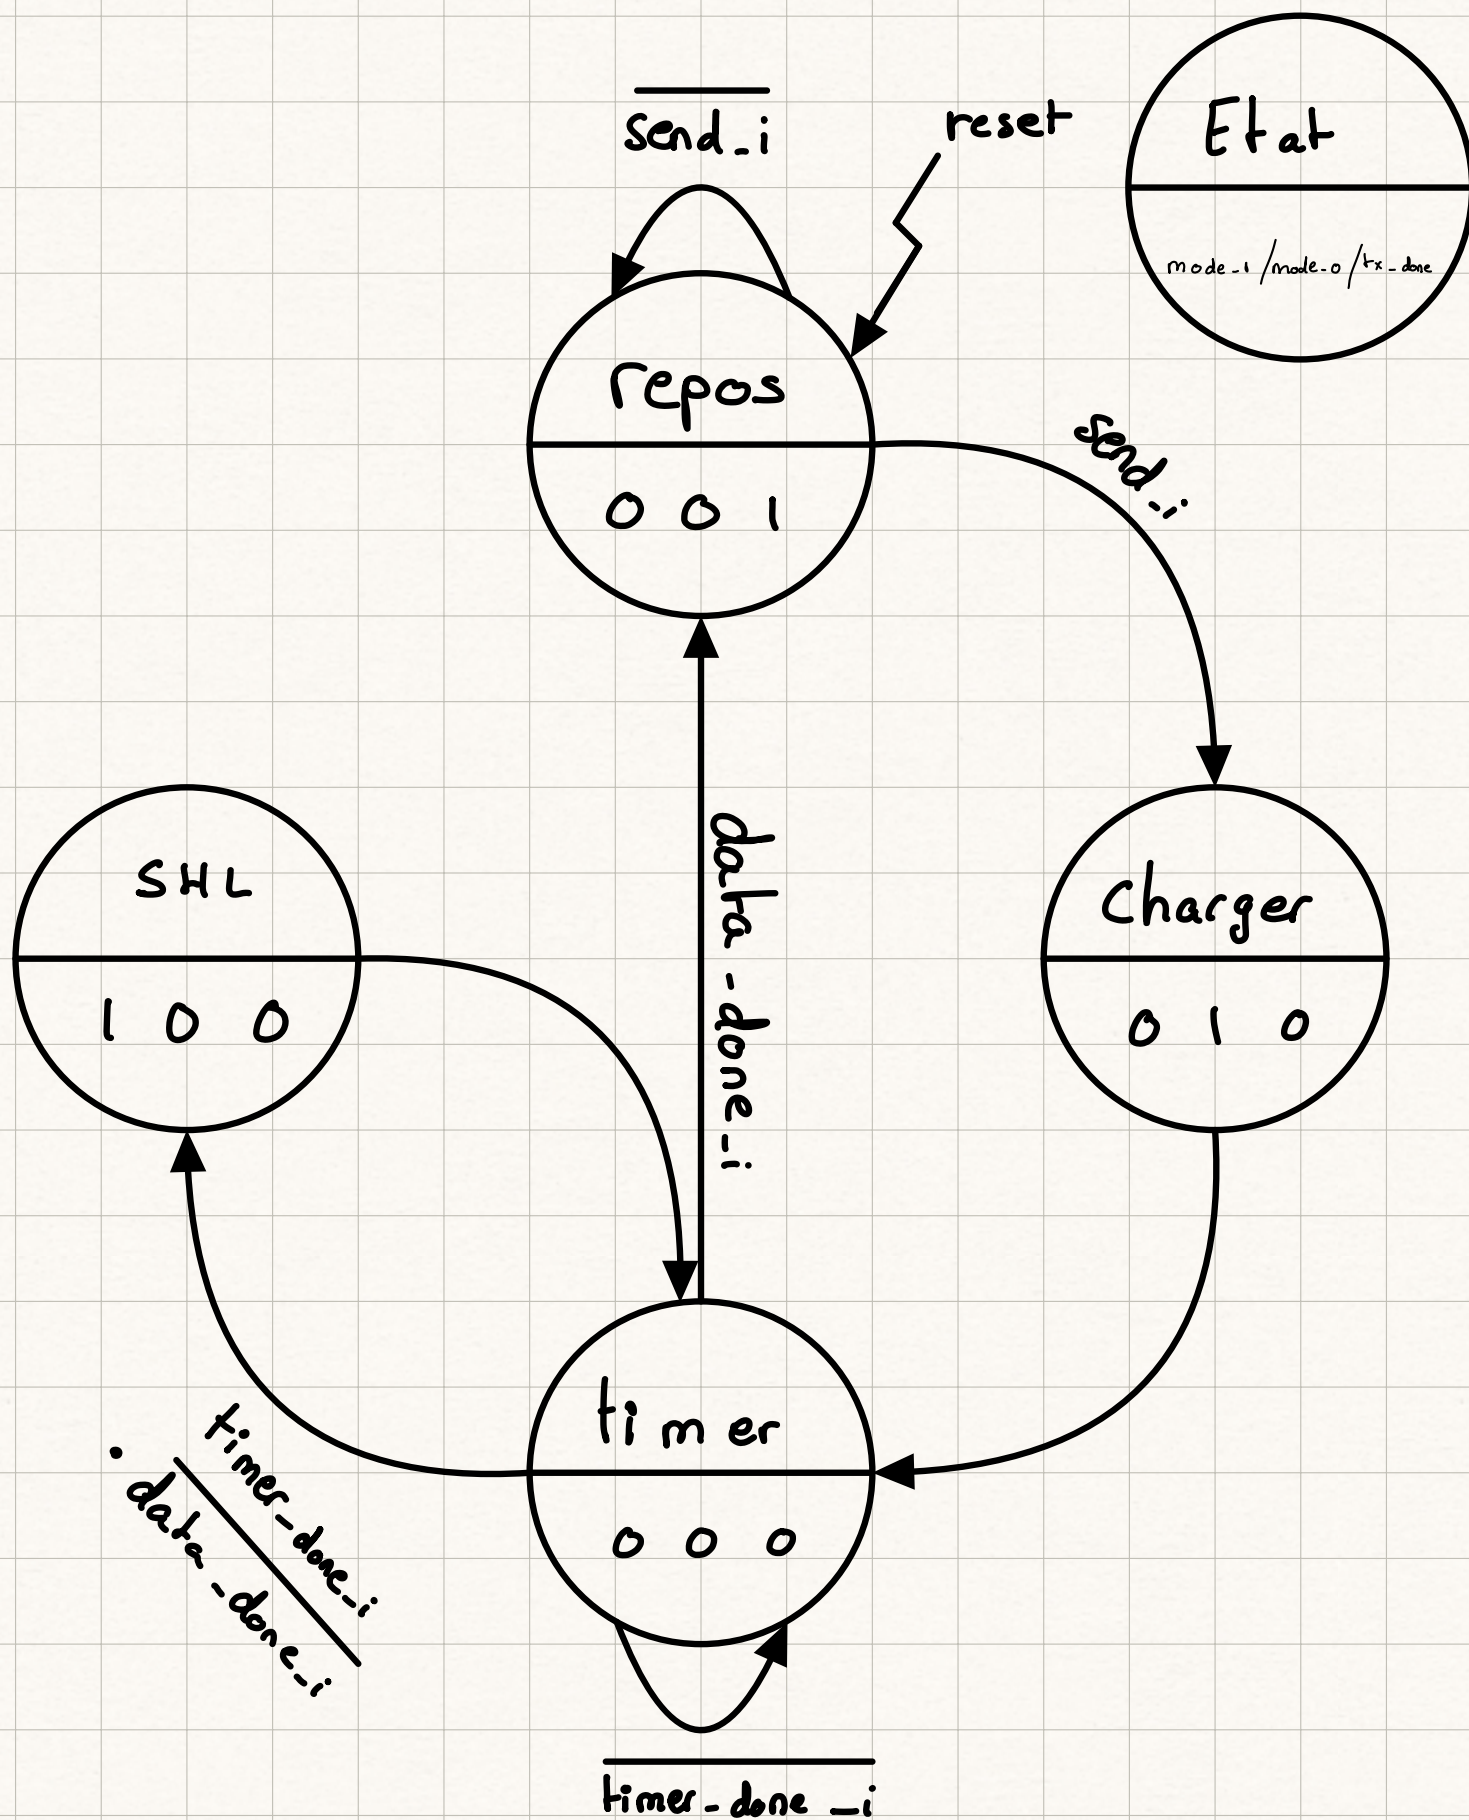 send_i
reset
Etat
mode_1/mode_0/tx_done
repos
0 0 1
send_i
data_done_i
SHL
1 0 0
Charger
0 1 0
timer
0 0 0
timer_done_i
. data_done_i
timer_done_i